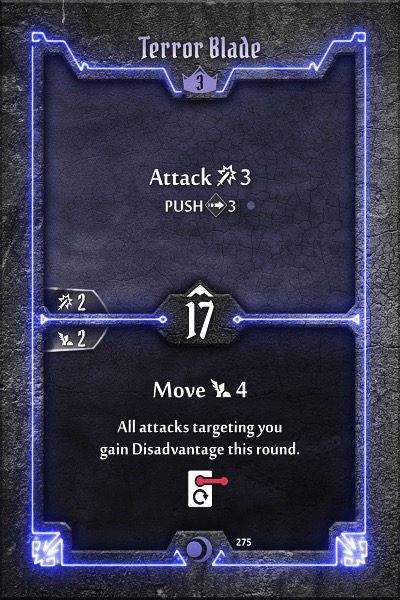 Terror Blade
3
Attack 3
PUSH 3
2
17
2
Move 4
All attacks targeting you
gain Disadvantage this round.
275